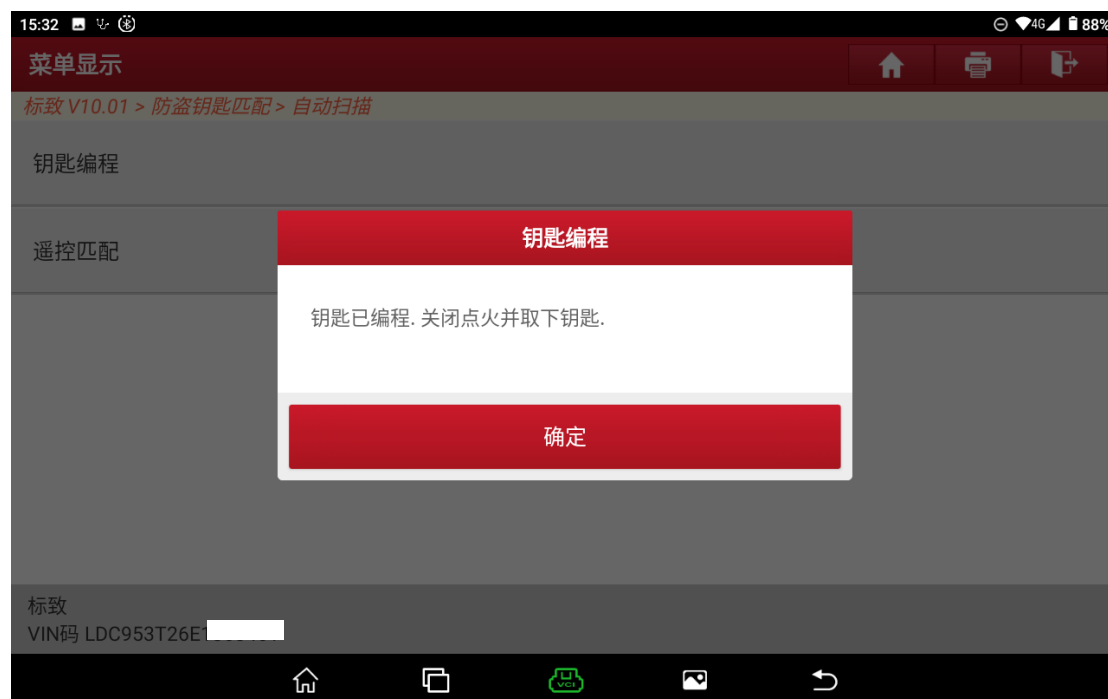 15:32 4G 88%
菜单显示
标致 V10.01 > 防盗钥匙匹配 > 自动扫描
钥匙编程
遥控匹配
钥匙编程
钥匙已编程. 关闭点火并取下钥匙.
确定
标致
VIN码 LDC953T26E
VCI